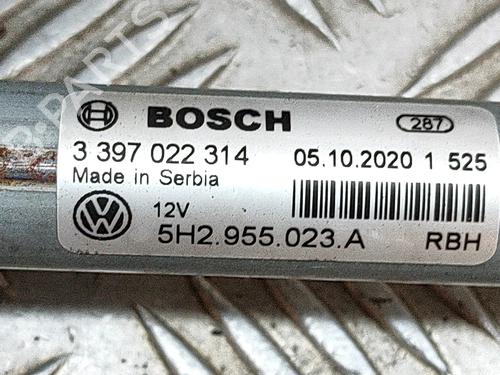 BOSCH 287
3 397 022 314 05.10.2020 1 525
Made in Serbia
12V
5H2.955.023.A RBH
PARTS